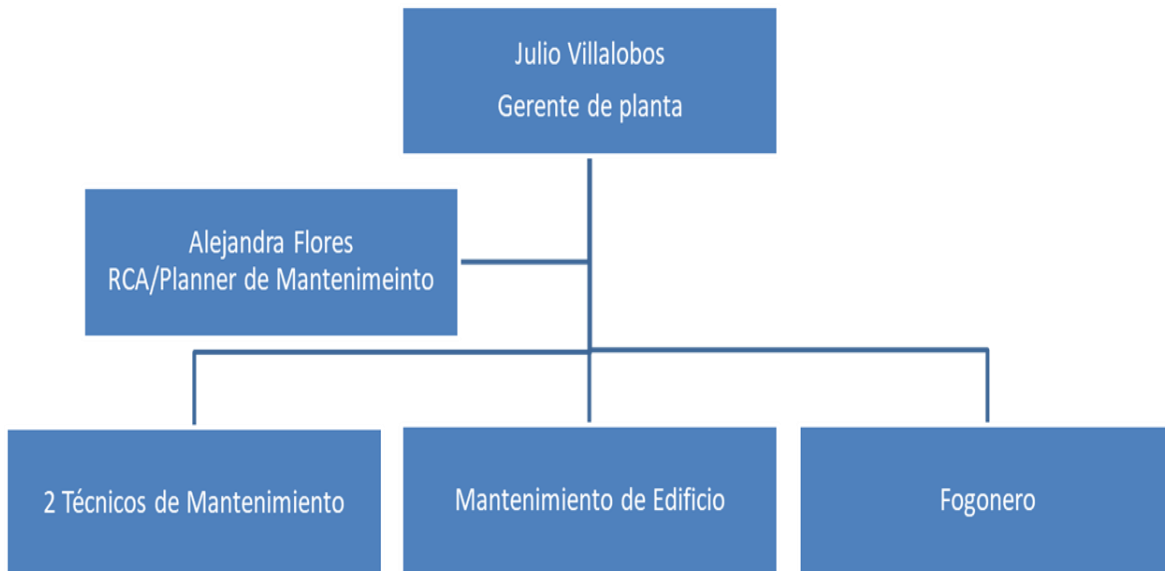 Julio Villalobos
Gerente de planta
Alejandra Flores
RCA/Planner de Mantenimeinto
2 Técnicos de Mantenimiento
Mantenimiento de Edificio
Fogonero